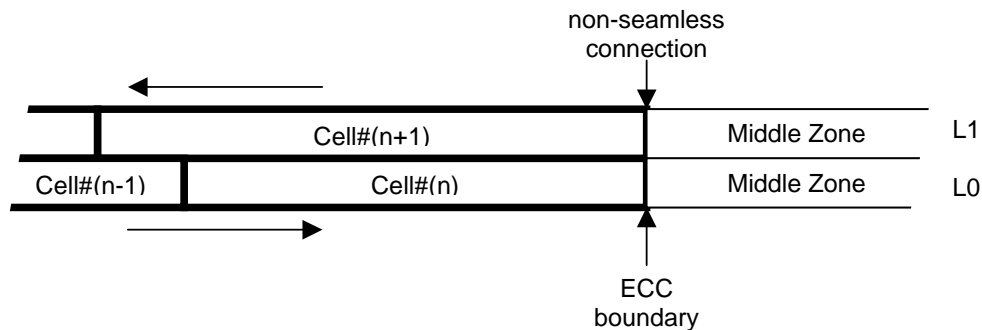 non-seamless
connection
Cell#(n+1)
Middle Zone
L1
Cell#(n-1)
Cell#(n)
Middle Zone
L0
ECC
boundary